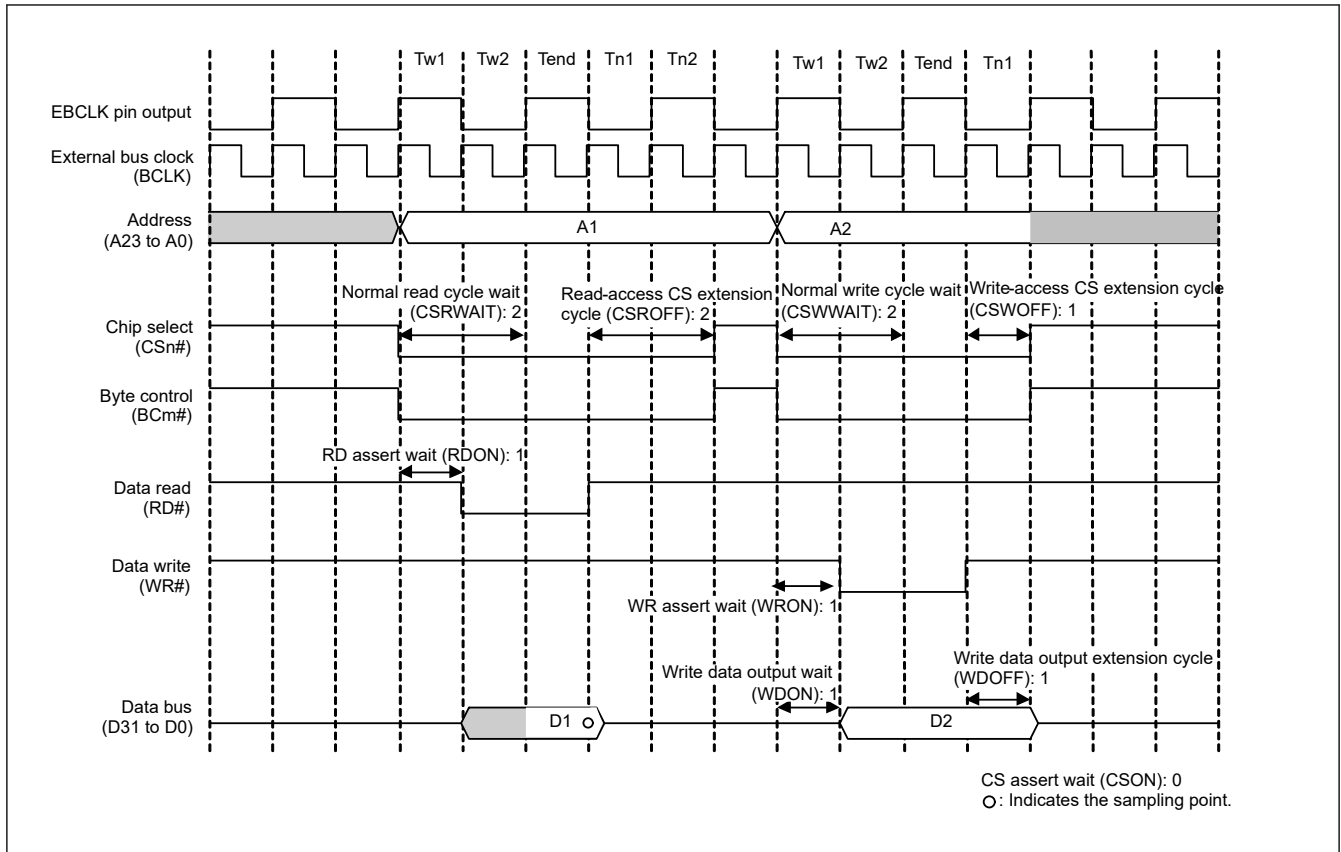 Tw1 Tw2 Tend Tn1 Tn2 Tw1 Tw2 Tend Tn1
EBCLK pin output
External bus clock
(BCLK)
Address
(A23 to A0)
A1 A2
Normal read cycle wait
(CSRWAIT): 2
Read-access CS extension
cycle (CSROFF): 2
Normal write cycle wait
(CSWWAIT): 2
Write-access CS extension cycle
(CSWOFF): 1
Chip select
(CSn#)
Byte control
(BCm#)
RD assert wait (RDON): 1
Data read
(RD#)
Data write
(WR#)
WR assert wait (WRON): 1
Write data output wait
(WDON): 1
Write data output extension cycle
(WDOFF): 1
Data bus
(D31 to D0)
D1 D2
CS assert wait (CSON): 0
: Indicates the sampling point.